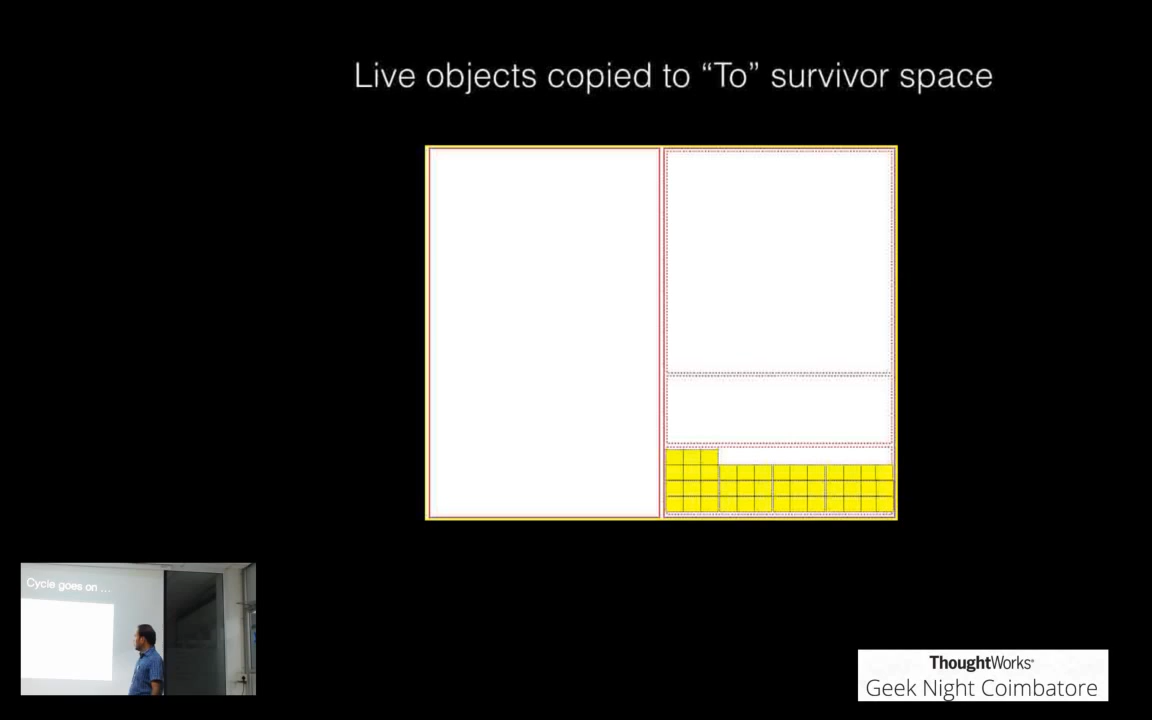 Live objects copied to “To” survivor space
Cycle goes on ...
ThoughtWorks®
Geek Night Coimbatore